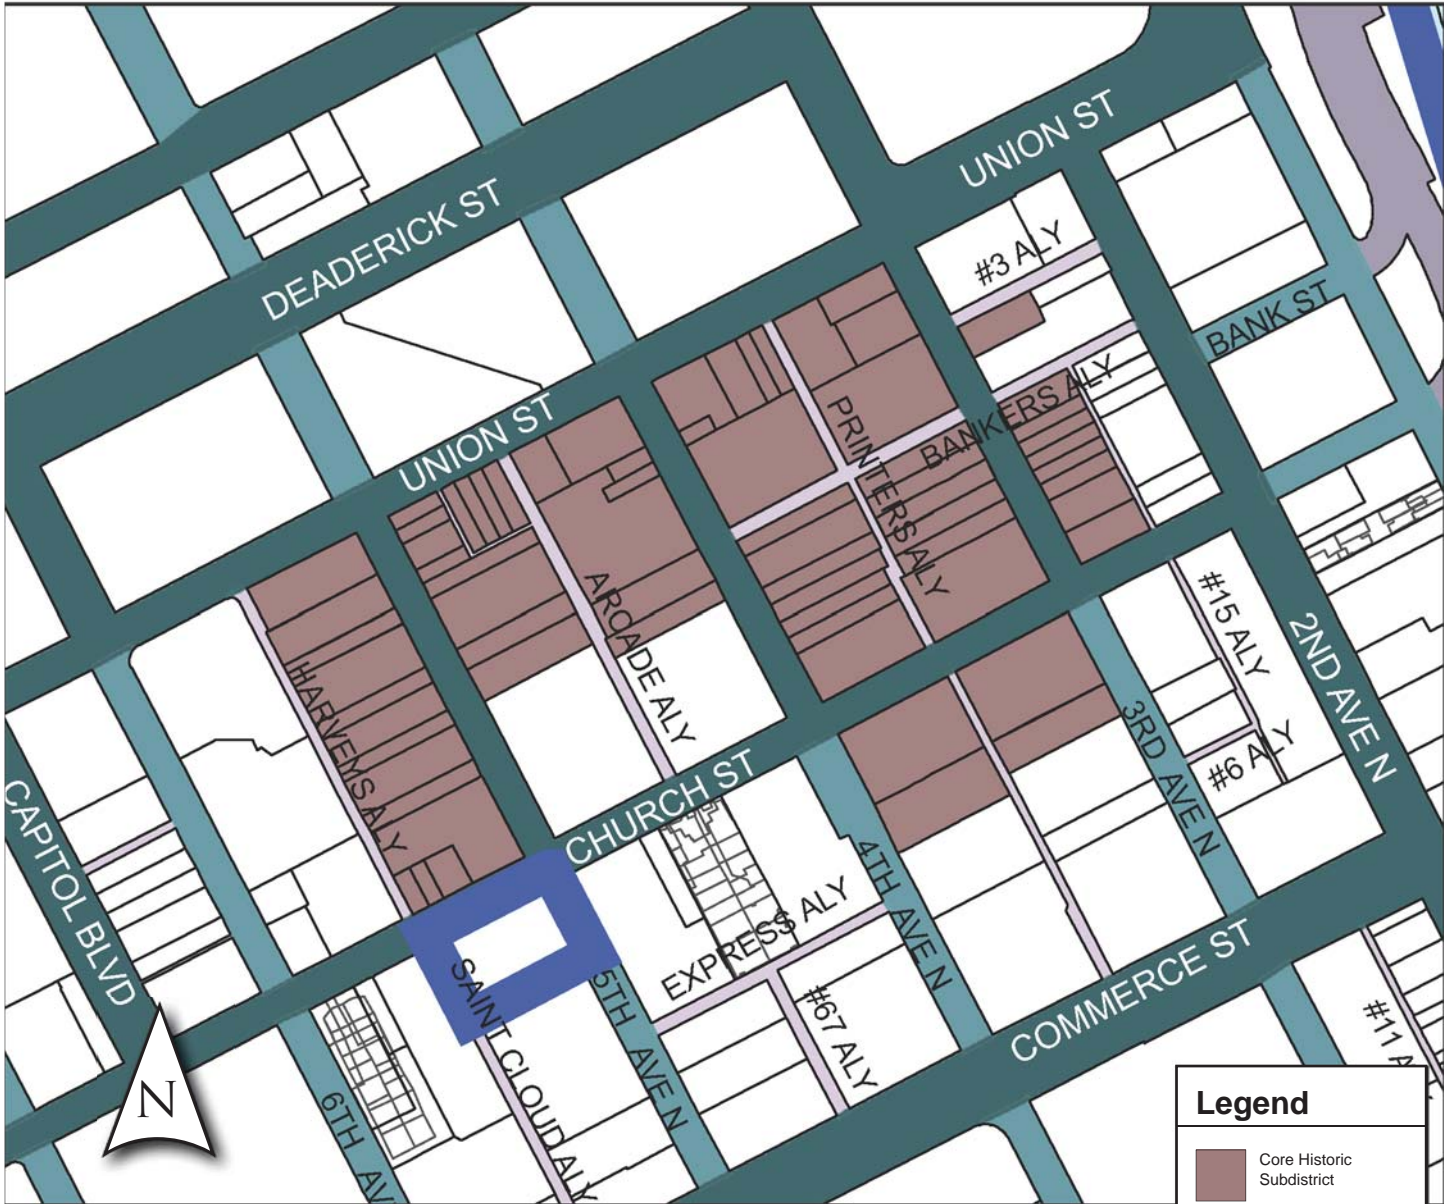 UNION ST
#3 ALY
DEADERICK ST
BANK ST
BANKERS ALY
PRINTERS ALY
UNION ST
ARCADE ALY
#15 ALY
2ND AVE N
HARVEMS ALY
3RD AVE N
#6 ALY
CAPITOL BLVD
CHURCH ST
4TH AVE N
EXPRESS ALY
SAINT CLOUD ALY
5TH AVE N
#67 ALY
COMMERCE ST
#11
6TH AV
N
Legend
Core Historic
Subdistrict